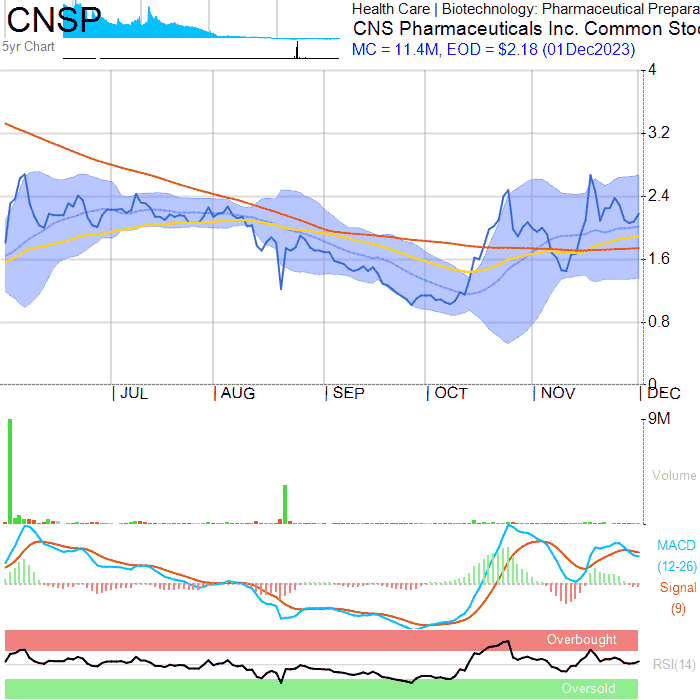 CNSP
5yr Chart
Health Care | Biotechnology: Pharmaceutical Prepara
CNS Pharmaceuticals Inc. Common Stoc
MC = 11.4M, EOD = $2.18 (01Dec2023)
4
3.2
2.4
1.6
0.8
0
JUL AUG SEP OCT NOV DEC
9M
Volume
MACD
(12-26)
Signal
(9)
Overbought
RSI(14)
Oversold